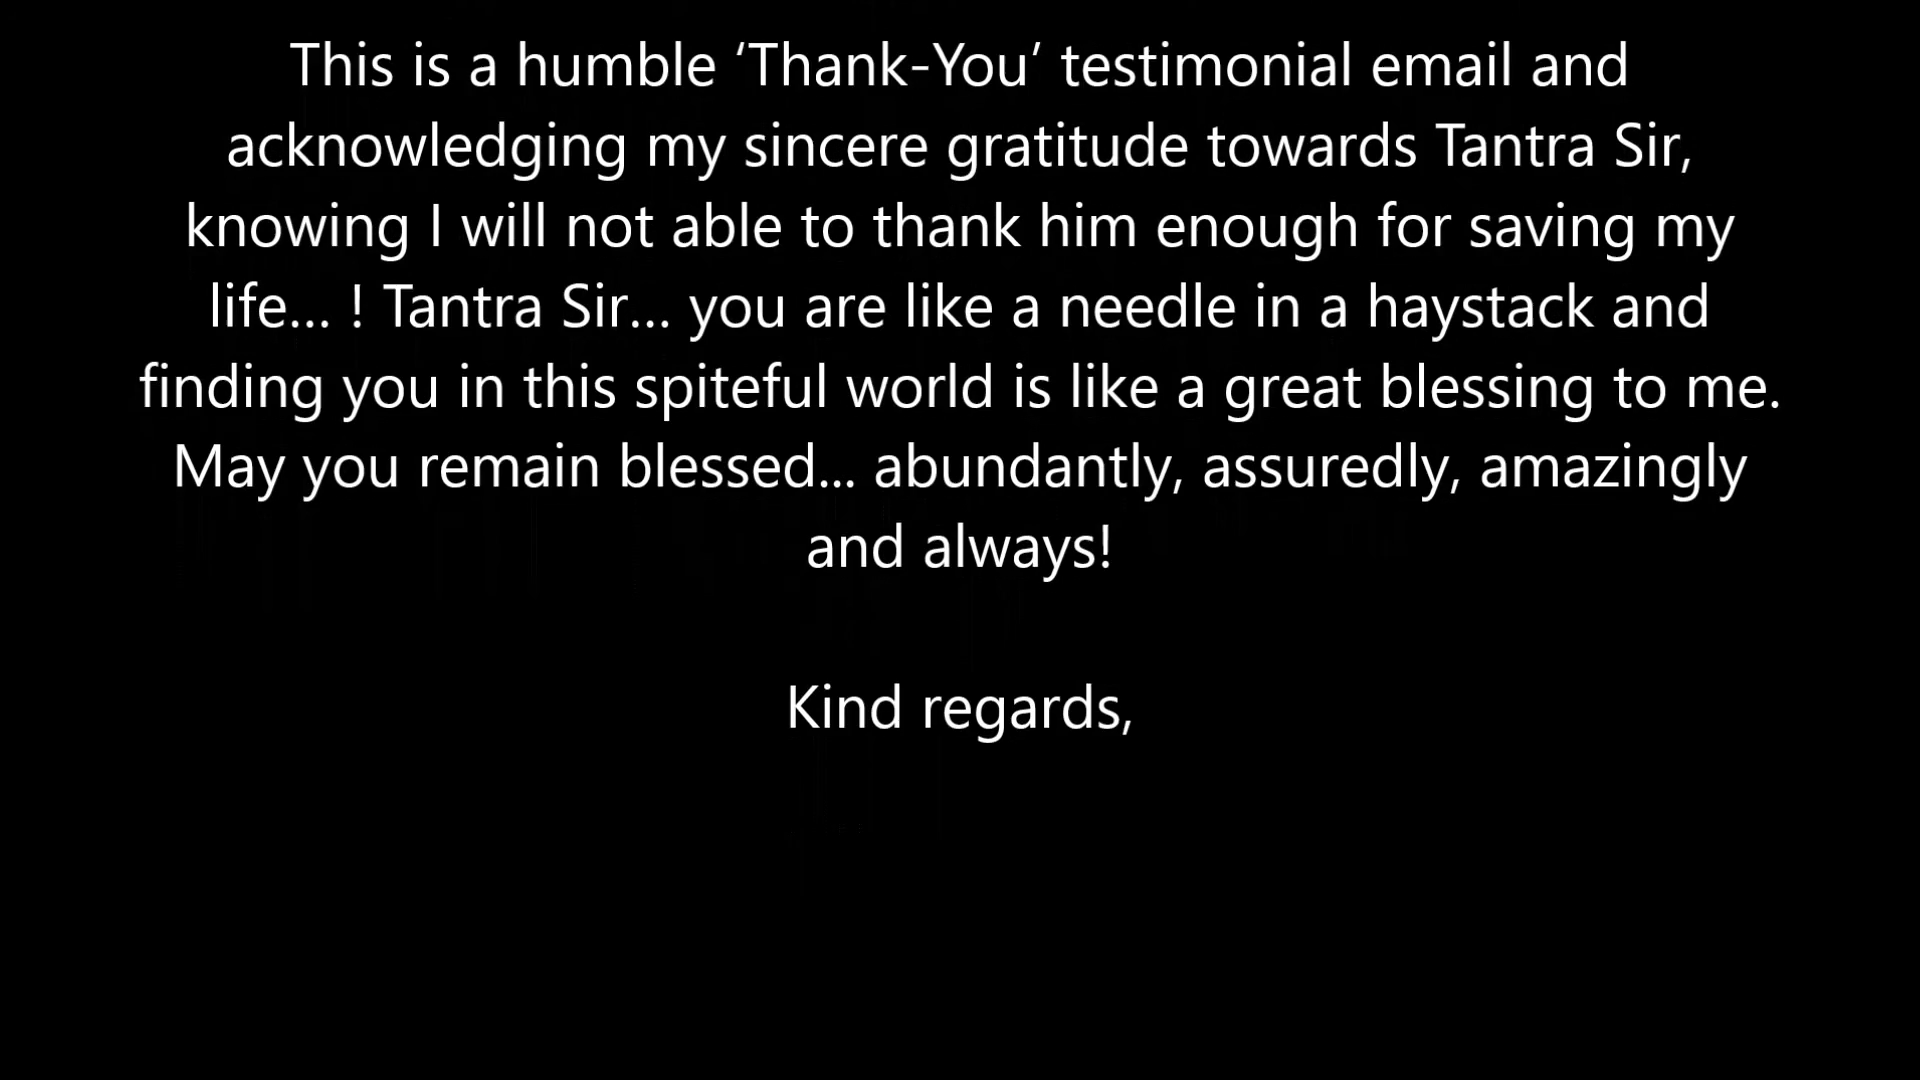 This is a humble ‘Thank-You’ testimonial email and
acknowledging my sincere gratitude towards Tantra Sir,
knowing I will not able to thank him enough for saving my
life... ! Tantra Sir... you are like a needle in a haystack and
finding you in this spiteful world is like a great blessing to me.
May you remain blessed... abundantly, assuredly, amazingly
and always!
Kind regards,